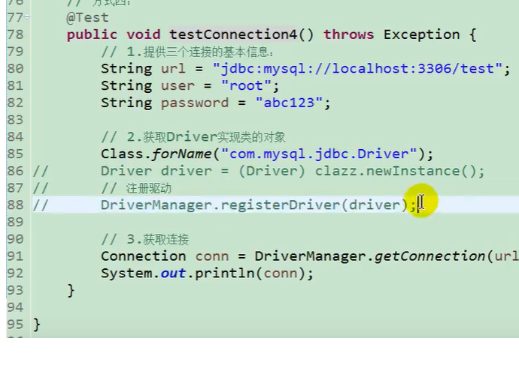 76 // 方式四:
77 @Test
78 public void testConnection4() throws Exception {
79 // 1.提供三个连接的基本信息:
80 String url = "jdbc:mysql://localhost:3306/test";
81 String user = "root";
82 String password = "abc123";
83
84 // 2.获取Driver实现类的对象
85 Class.forName("com.mysql.jdbc.Driver");
86 // Driver driver = (Driver) clazz.newInstance();
87 // // 注册驱动
88 // DriverManager.registerDriver(driver);
89
90 // 3.获取连接
91 Connection conn = DriverManager.getConnection(url
92 System.out.println(conn);
93 }
94
95 }